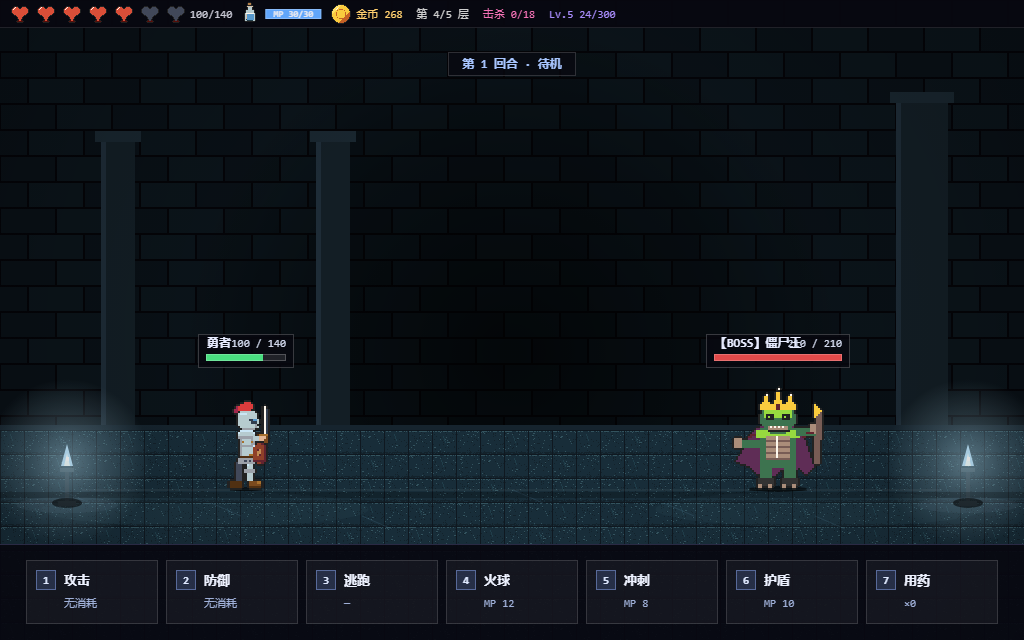 100/140 MP 30/30 金币 268 第 4/5 层 击杀 0/18 Lv.5 24/300
第 1 回合 · 待机
勇者100 / 140
【BOSS】僵尸王 / 210
1 攻击
无消耗
2 防御
无消耗
3 逃跑
—
4 火球
MP 12
5 冲刺
MP 8
6 护盾
MP 10
7 用药
×0